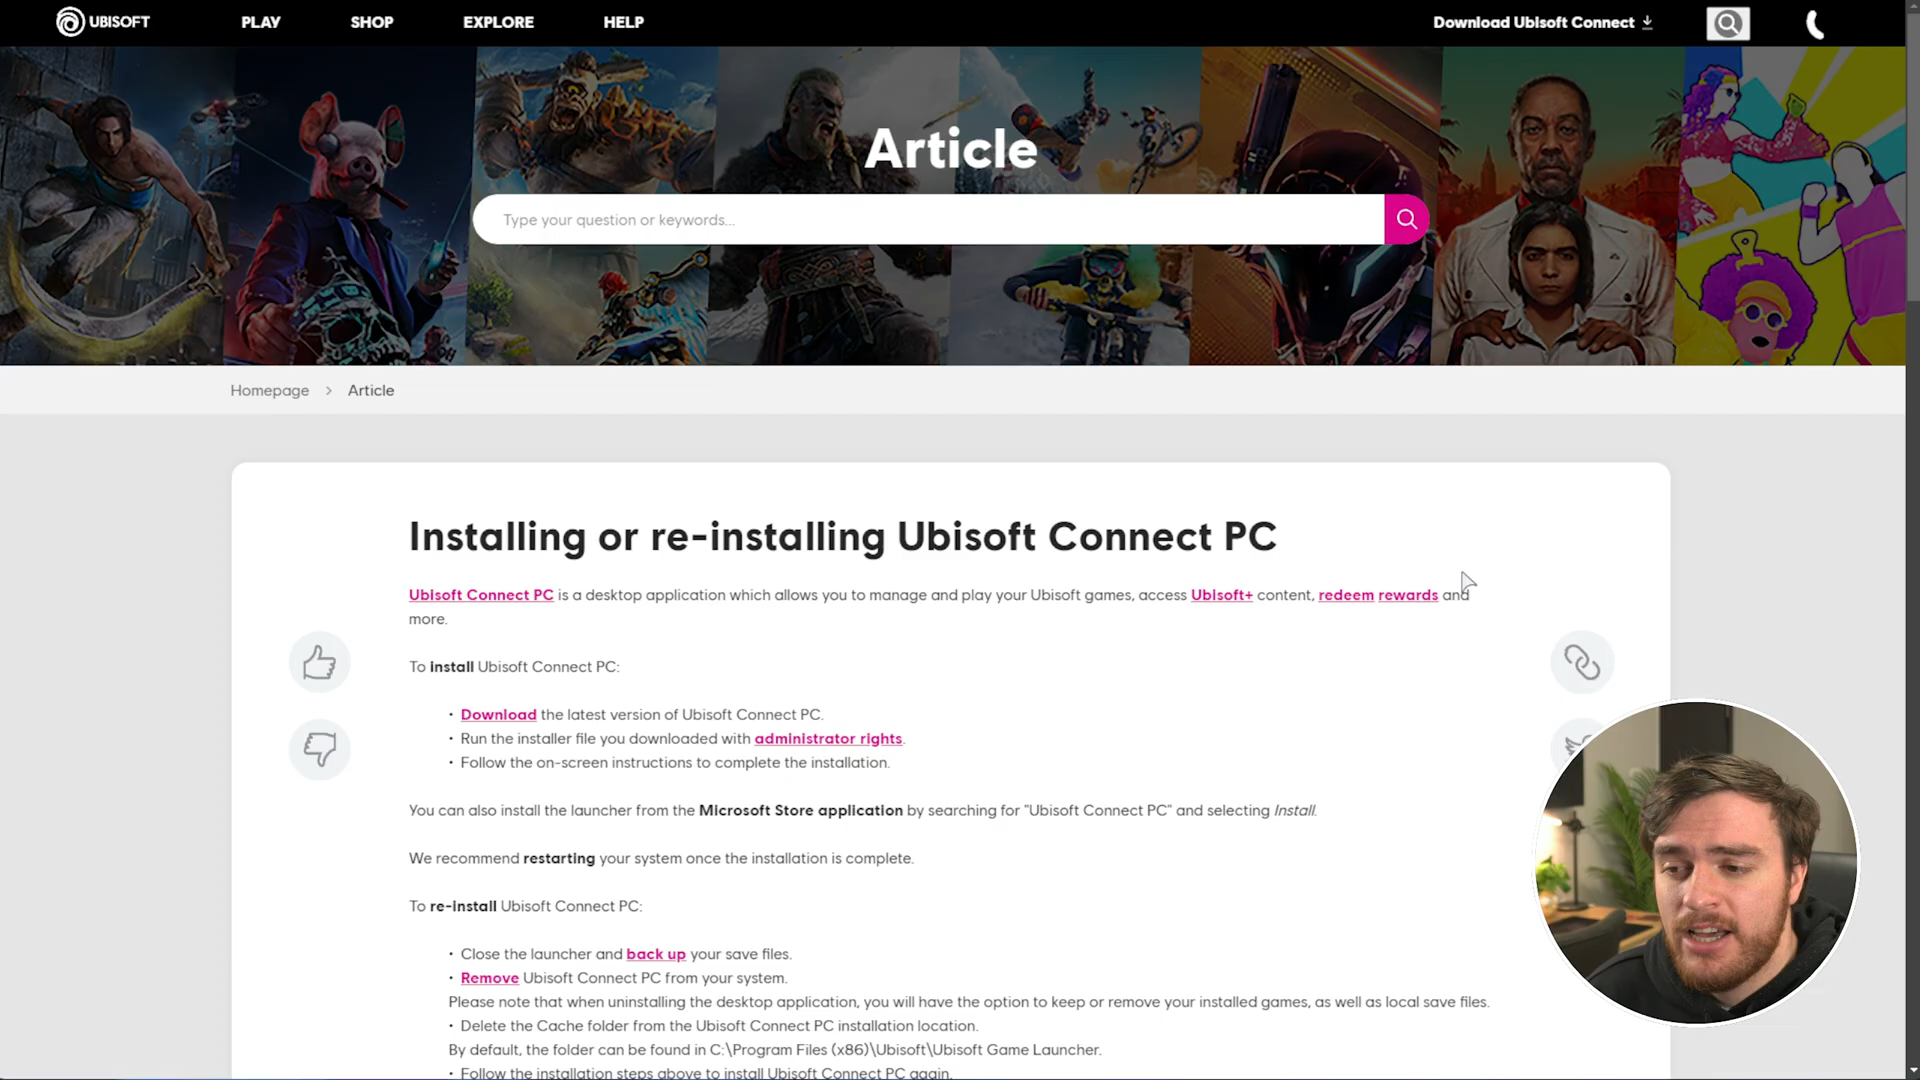 UBISOFT
PLAY
SHOP
EXPLORE
HELP
Download Ubisoft Connect
Article
Type your question or keywords...
Homepage > Article
Installing or re-installing Ubisoft Connect PC
Ubisoft Connect PC is a desktop application which allows you to manage and play your Ubisoft games, access Ubisoft+ content, redeem rewards and
more.
To install Ubisoft Connect PC:
• Download the latest version of Ubisoft Connect PC.
• Run the installer file you downloaded with administrator rights.
• Follow the on-screen instructions to complete the installation.
You can also install the launcher from the Microsoft Store application by searching for "Ubisoft Connect PC" and selecting Install.
We recommend restarting your system once the installation is complete.
To re-install Ubisoft Connect PC:
• Close the launcher and back up your save files.
• Remove Ubisoft Connect PC from your system.
Please note that when uninstalling the desktop application, you will have the option to keep or remove your installed games, as well as local save files.
• Delete the Cache folder from the Ubisoft Connect PC installation location.
By default, the folder can be found in C:\Program Files (x86)\Ubisoft\Ubisoft Game Launcher.
• Follow the installation steps above to install Ubisoft Connect PC again.